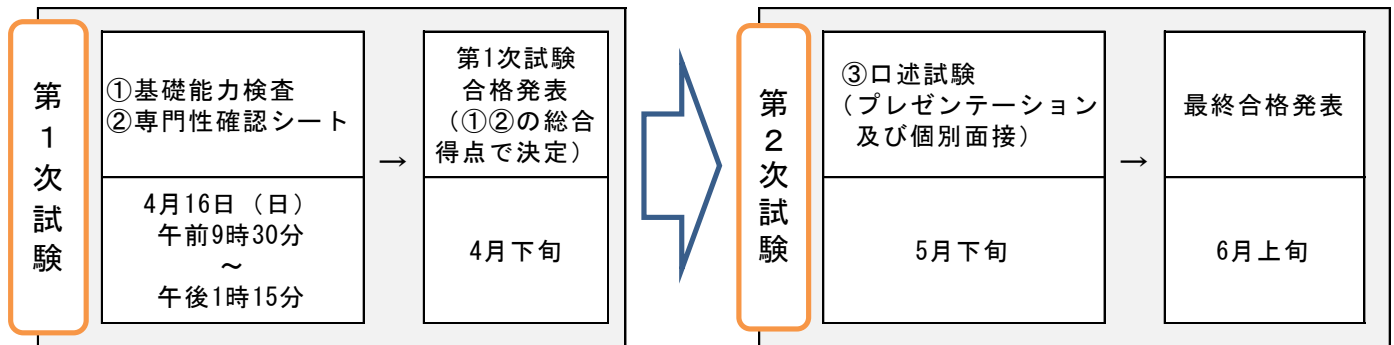 第1次試験
①基礎能力検査
②専門性確認シート
4月16日（日）
午前9時30分
～
午後1時15分
→
第1次試験
合格発表
（①②の総合
得点で決定）
4月下旬
第2次試験
③口述試験
（プレゼンテーション
及び個別面接）
5月下旬
→
最終合格発表
6月上旬